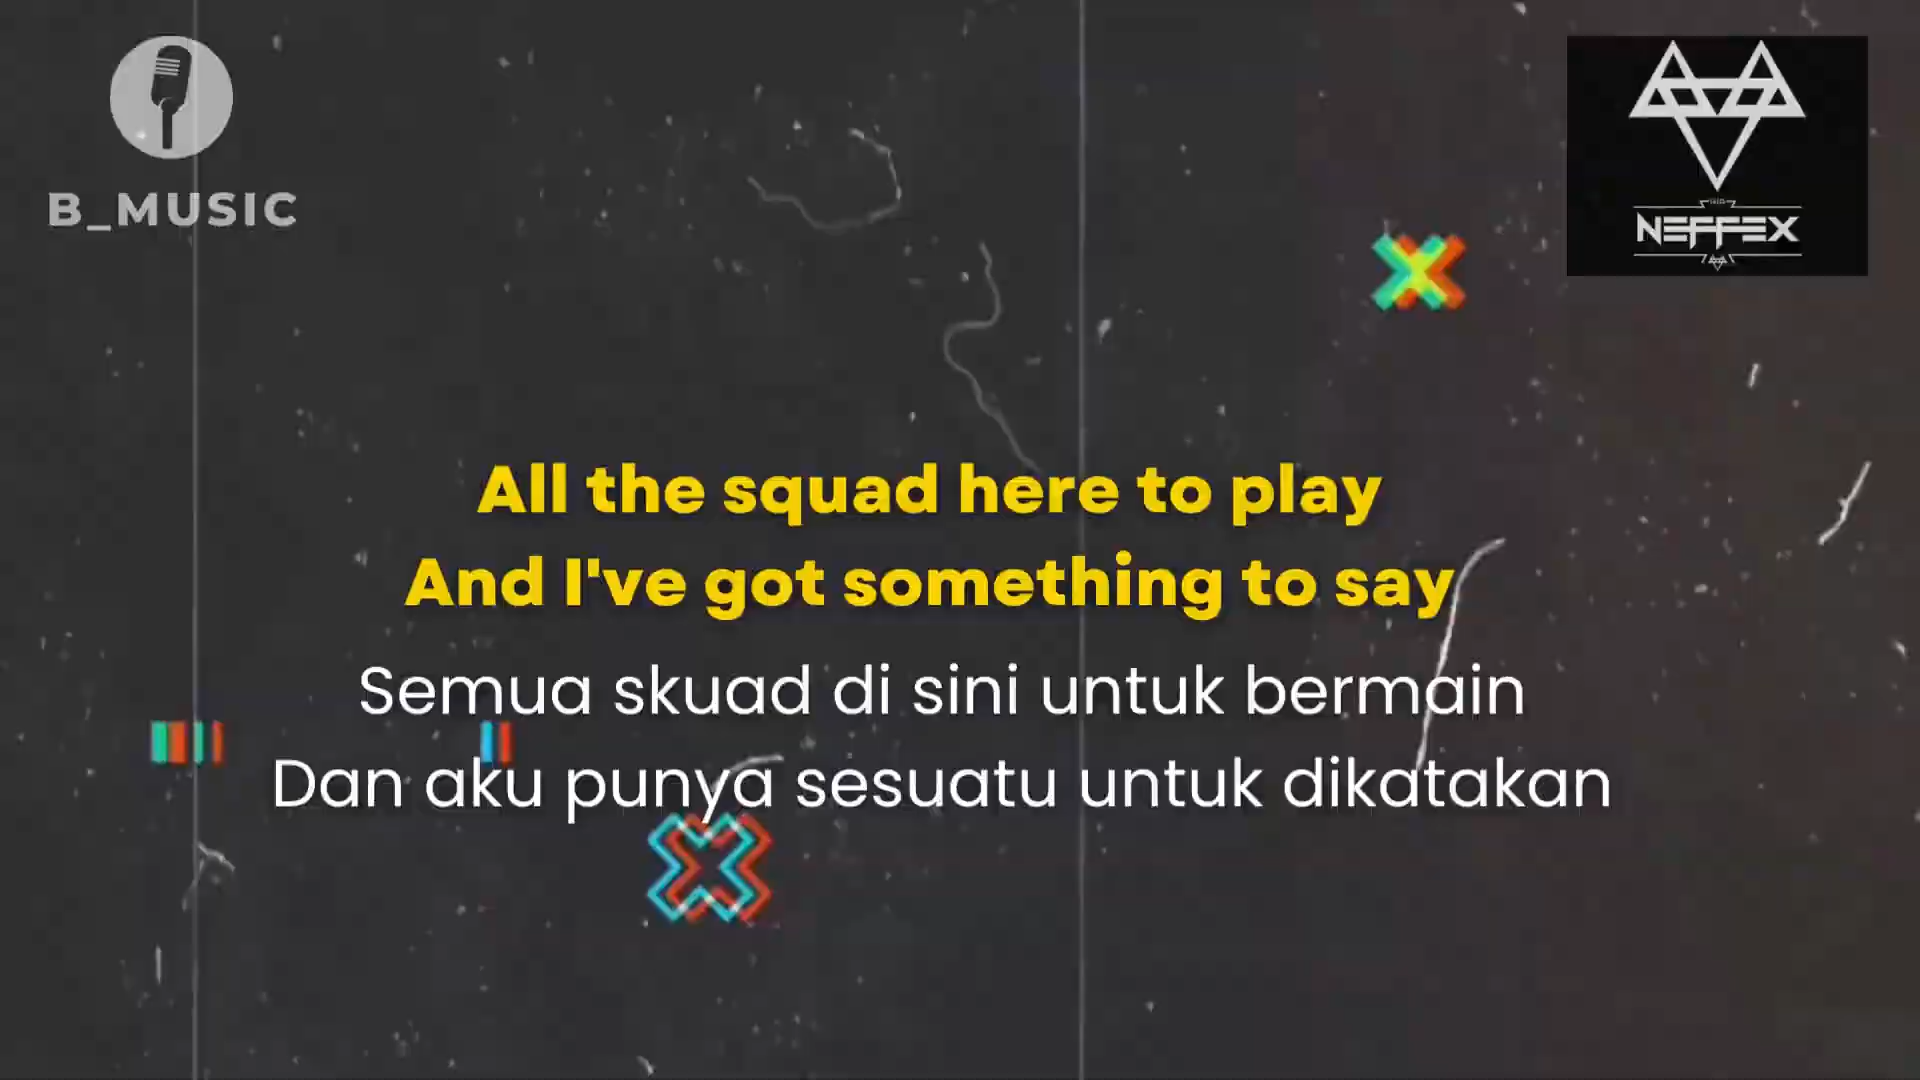 B_MUSIC
NEFFEX
All the squad here to play
And I've got something to say
Semua skuad di sini untuk bermain
Dan aku punya sesuatu untuk dikatakan